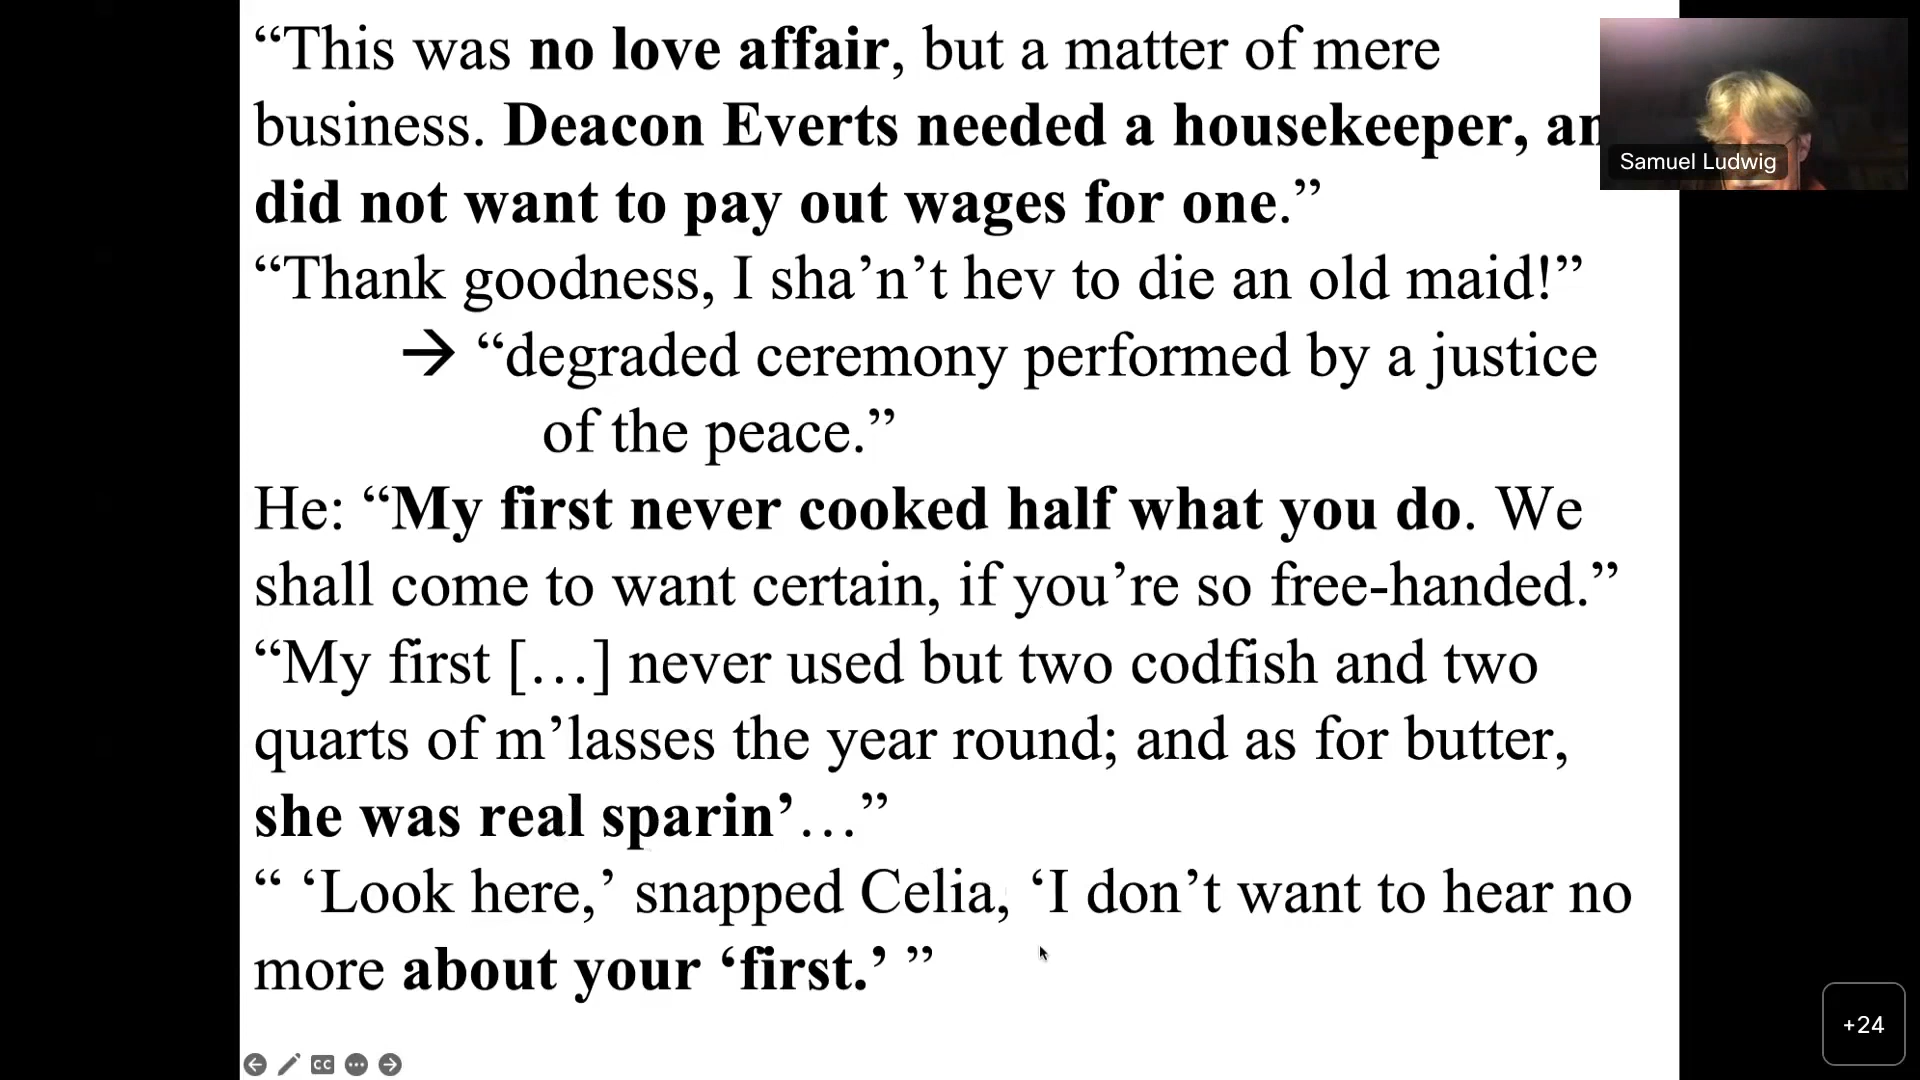 “This was no love affair, but a matter of mere
business. Deacon Everts needed a housekeeper, an
did not want to pay out wages for one.”
“Thank goodness, I sha’n’t hev to die an old maid!”
→ “degraded ceremony performed by a justice
of the peace.”
He: “My first never cooked half what you do. We
shall come to want certain, if you’re so free-handed.”
“My first […] never used but two codfish and two
quarts of m’lasses the year round; and as for butter,
she was real sparin’…”
“ ‘Look here,’ snapped Celia, ‘I don’t want to hear no
more about your ‘first.’ ”
Samuel Ludwig
+24
CC